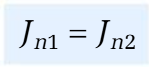 J_{n1} = J_{n2}